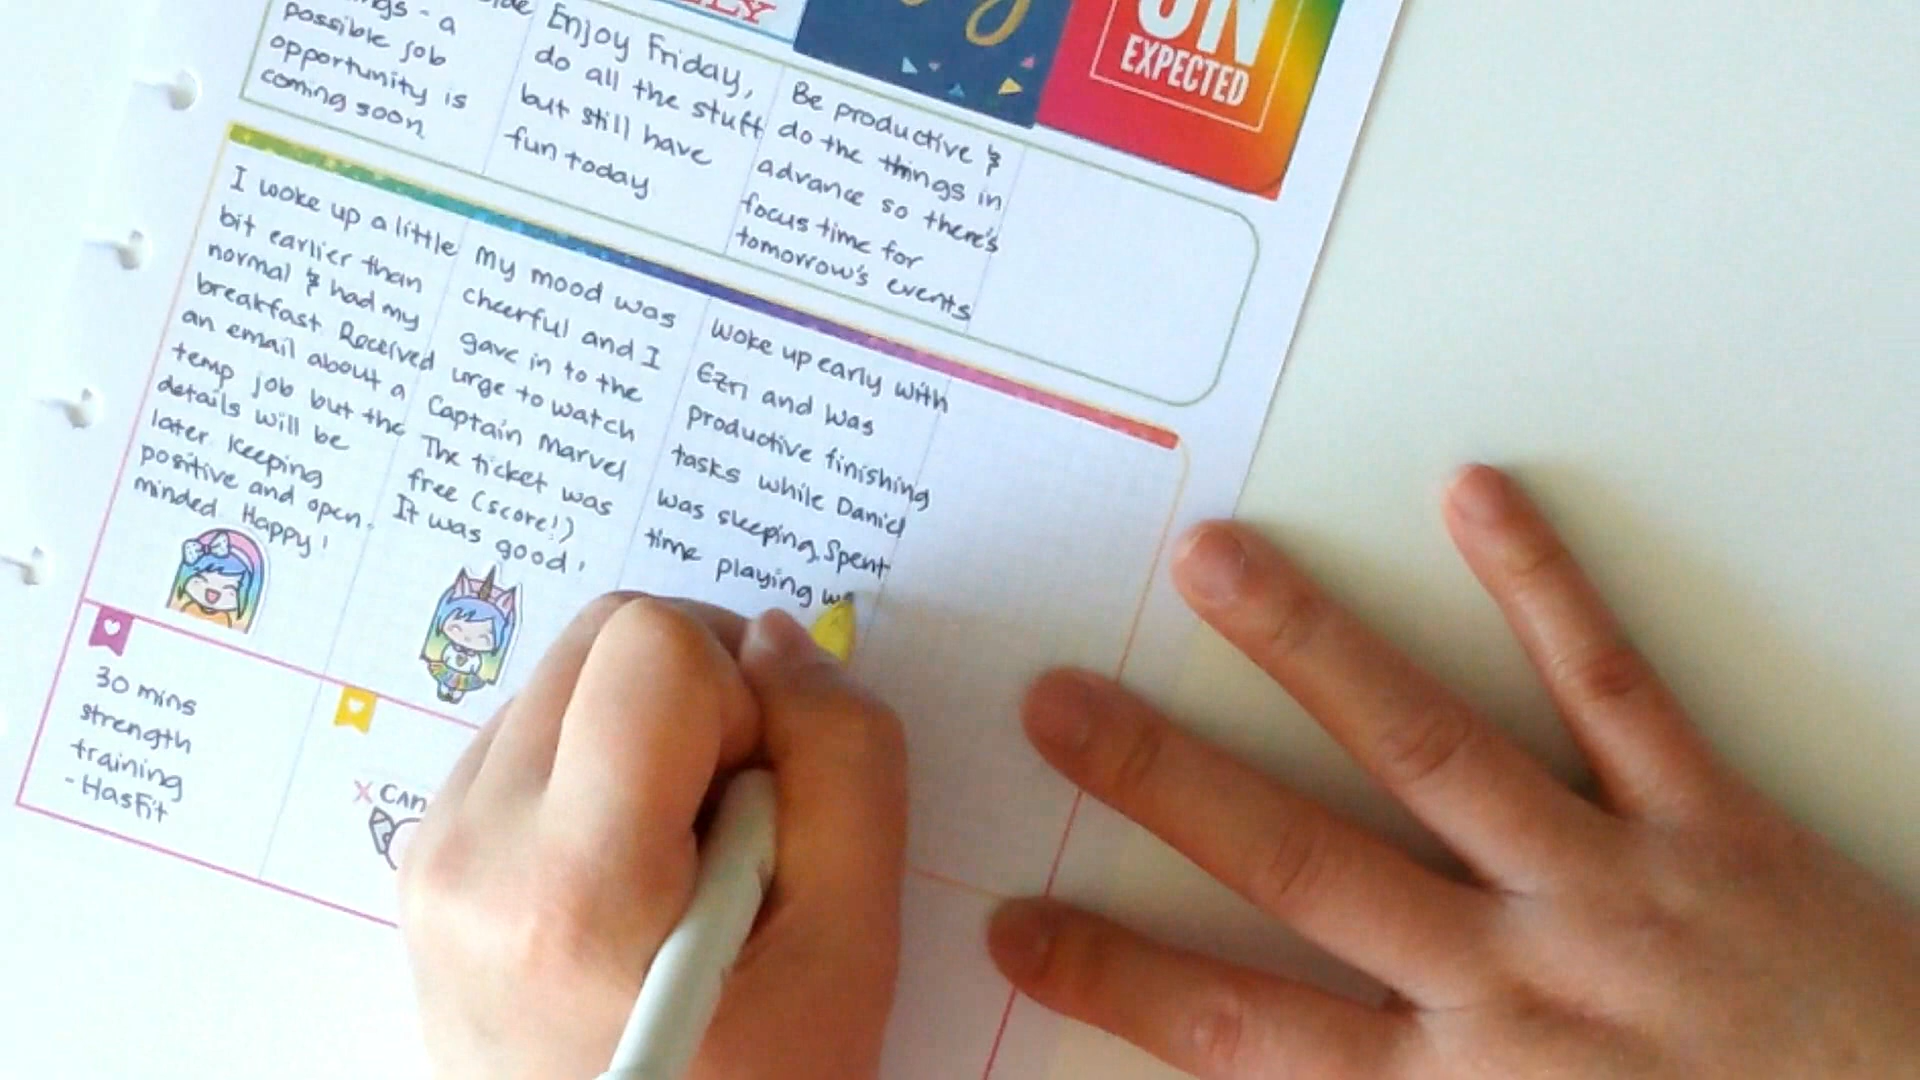 a
possible job
opportunity is
coming soon
Enjoy Friday,
do all the stuff
but still have
fun today.
Be productive &
do the things in
advance so there's
focus time for
tomorrow's events
UN
EXPECTED
I woke up a little
bit earlier than
normal & had my
breakfast. Received
an email about a
temp job but the
details will be
later. Keeping
positive and open-
minded. Happy!
My mood was
cheerful and I
gave in to the
urge to watch
Captain Marvel
The ticket was
free (score!)
It was good!
Woke up early with
Ezri and was
productive finishing
tasks while Daniel
was sleeping. Spent
time playing
30 mins
strength
training
- HasFit
X CAN